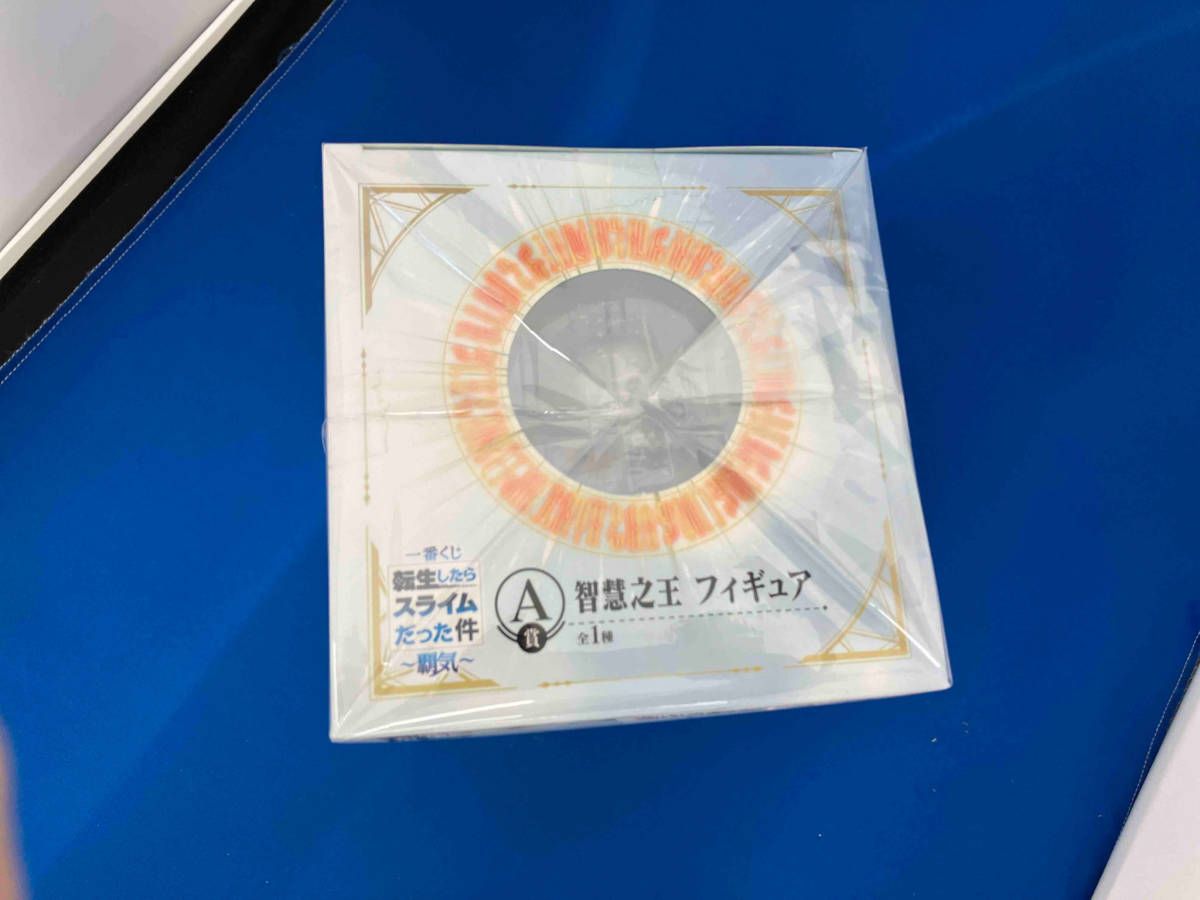 一番くじ
転生したら
スライム
だった件
~覇気~
A
賞
智慧之王 フィギュア
全1種